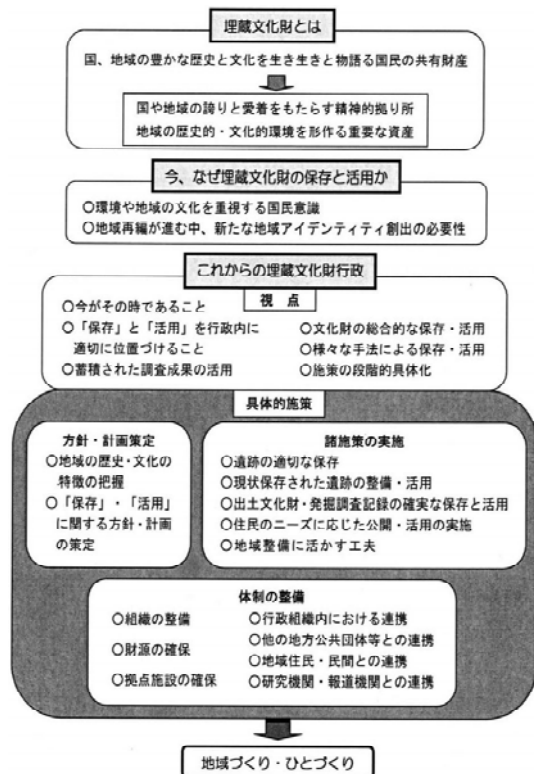 埋蔵文化財とは
国、地域の豊かな歴史と文化を生き生きと物語る国民の共有財産
国や地域の誇りと愛着をもたらす精神的拠り所
地域の歴史的・文化的環境を形作る重要な資産
今、なぜ埋蔵文化財の保存と活用か
○環境や地域の文化を重視する国民意識
○地域再編が進む中、新たな地域アイデンティティ創出の必要性
これからの埋蔵文化財行政
視 点
○今がその時であること
○「保存」と「活用」を行政内に
適切に位置づけること
○蓄積された調査成果の活用
○文化財の総合的な保存・活用
○様々な手法による保存・活用
○施策の段階的具体化
具体的施策
方針・計画策定
○地域の歴史・文化の
特徴の把握
○「保存」・「活用」
に関する方針・計画
の策定
諸施策の実施
○遺跡の適切な保存
○現状保存された遺跡の整備・活用
○出土文化財・発掘調査記録の確実な保存と活用
○住民のニーズに応じた公開・活用の実施
○地域整備に活かす工夫
体制の整備
○組織の整備
○財源の確保
○拠点施設の確保
○行政組織内における連携
○他の地方公共団体等との連携
○地域住民・民間との連携
○研究機関・報道機関との連携
地域づくり・ひとづくり